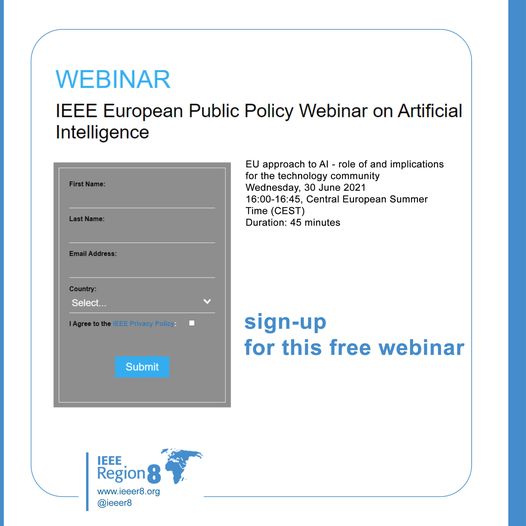 WEBINAR
IEEE European Public Policy Webinar on Artificial
Intelligence
First Name:
Last Name:
Email Address:
Country:
Select...
I Agree to the IEEE Privacy Policy:
Submit
EU approach to AI - role of and implications
for the technology community
Wednesday, 30 June 2021
16:00-16:45, Central European Summer
Time (CEST)
Duration: 45 minutes
sign-up
for this free webinar
IEEE
Region 8
www.ieeer8.org
@ieeer8